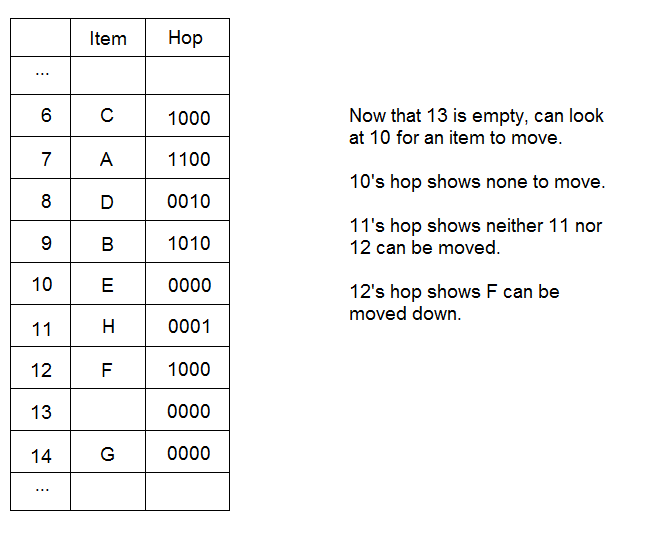 Item Hop
...
6 C 1000
7 A 1100
8 D 0010
9 B 1010
10 E 0000
11 H 0001
12 F 1000
13 0000
14 G 0000
...
Now that 13 is empty, can look
at 10 for an item to move.
10's hop shows none to move.
11's hop shows neither 11 nor
12 can be moved.
12's hop shows F can be
moved down.